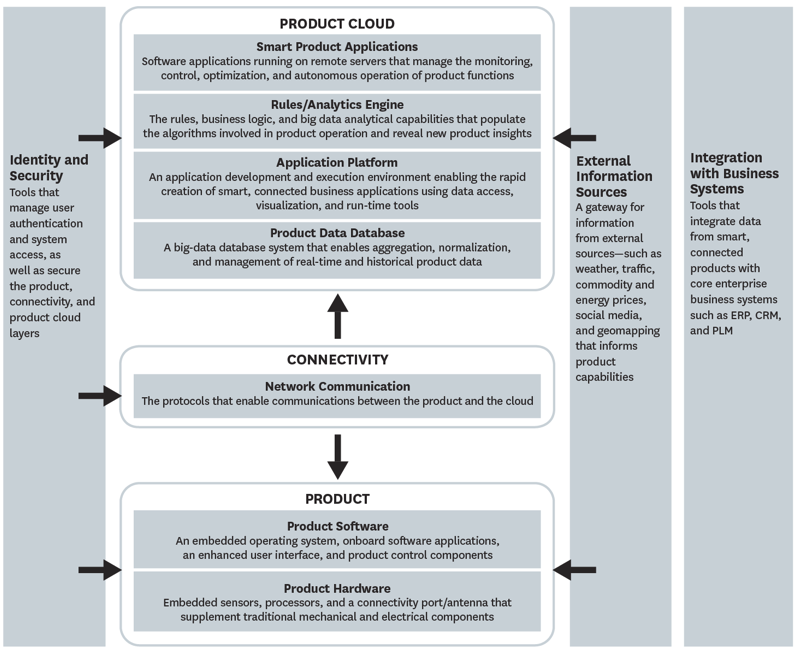 PRODUCT CLOUD
Smart Product Applications
Software applications running on remote servers that manage the monitoring,
control, optimization, and autonomous operation of product functions
Rules/Analytics Engine
The rules, business logic, and big data analytical capabilities that populate
the algorithms involved in product operation and reveal new product insights
Application Platform
An application development and execution environment enabling the rapid
creation of smart, connected business applications using data access,
visualization, and run-time tools
Product Data Database
A big-data database system that enables aggregation, normalization,
and management of real-time and historical product data
CONNECTIVITY
Network Communication
The protocols that enable communications between the product and the cloud
PRODUCT
Product Software
An embedded operating system, onboard software applications,
an enhanced user interface, and product control components
Product Hardware
Embedded sensors, processors, and a connectivity port/antenna that
supplement traditional mechanical and electrical components
Identity and
Security
Tools that
manage user
authentication
and system
access, as
well as secure
the product,
connectivity, and
product cloud
layers
External
Information
Sources
A gateway for
information
from external
sources—such as
weather, traffic,
commodity and
energy prices,
social media,
and geomapping
that informs
product
capabilities
Integration
with Business
Systems
Tools that
integrate data
from smart,
connected
products with
core enterprise
business systems
such as ERP, CRM,
and PLM